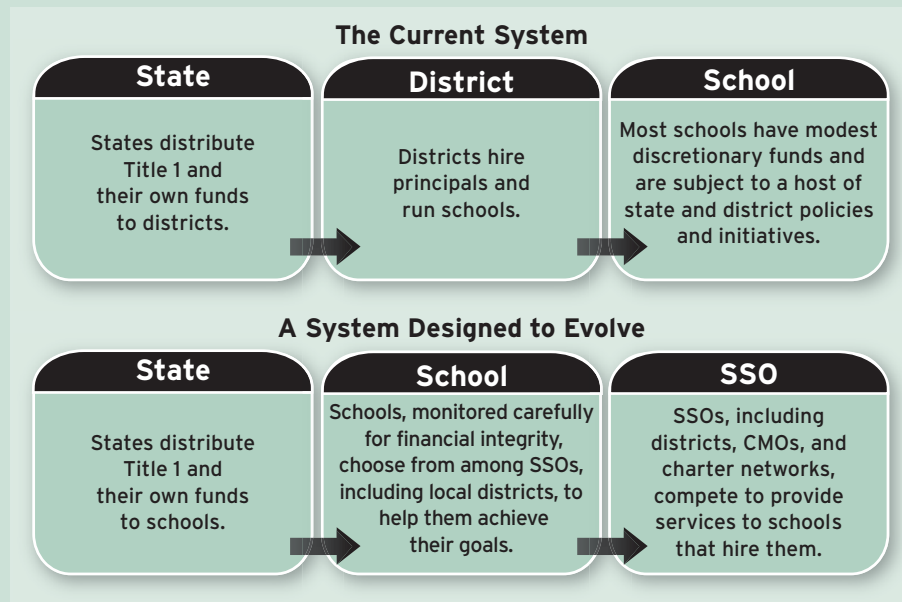 The Current System
State
States distribute
Title 1 and
their own funds
to districts.
District
Districts hire
principals and
run schools.
School
Most schools have modest
discretionary funds and
are subject to a host of
state and district policies
and initiatives.
A System Designed to Evolve
State
States distribute
Title 1 and
their own funds
to schools.
School
Schools, monitored carefully
for financial integrity,
choose from among SSOs,
including local districts, to
help them achieve
their goals.
SSO
SSOs, including
districts, CMOs, and
charter networks,
compete to provide
services to schools
that hire them.